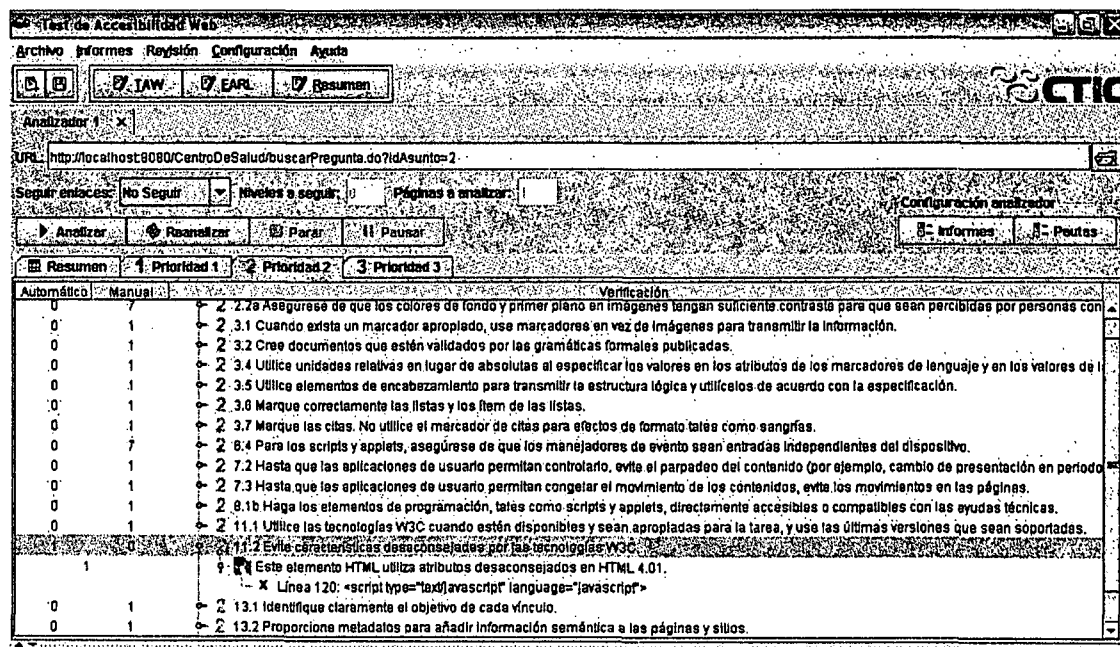 Test de Accesibilidad Web
Archivo Informes Revisión Configuración Ayuda
TAW EARL Resumen
CTIC
Analizador 1 x
URL: http://localhost:8080/CentroDeSalud/buscarPregunta.do?idAsunto=2
Seguir enlaces: No Seguir Niveles a seguir: 0 Páginas a analizar: 1
Configuración analizador
Analizar Reanalizar Parar Pausar Informes Pautas
Resumen 1 Prioridad 1 2 Prioridad 2 3 Prioridad 3
Automático Manual Verificación
0 7 2 2.2a Asegúrese de que los colores de fondo y primer plano en imágenes tengan suficiente contraste para que sean percibidas por personas con
0 1 2 3.1 Cuando exista un marcador apropiado, use marcadores en vez de imágenes para transmitir la información.
0 1 2 3.2 Cree documentos que estén validados por las gramáticas formales publicadas.
0 1 2 3.4 Utilice unidades relativas en lugar de absolutas al especificar los valores en los atributos de los marcadores de lenguaje y en los valores de l
0 1 2 3.5 Utilice elementos de encabezamiento para transmitir la estructura lógica y utilícelos de acuerdo con la especificación.
0 1 2 3.6 Marque correctamente las listas y los ítem de las listas.
0 1 2 3.7 Marque las citas. No utilice el marcador de citas para efectos de formato tales como sangrías.
0 7 2 6.4 Para los scripts y applets, asegúrese de que los manejadores de evento sean entradas independientes del dispositivo.
0 1 2 7.2 Hasta que las aplicaciones de usuario permitan controlarlo, evite el parpadeo del contenido (por ejemplo, cambio de presentación en periodo
0 1 2 7.3 Hasta que las aplicaciones de usuario permitan congelar el movimiento de los contenidos, evite los movimientos en las páginas.
0 1 2 8.1b Haga los elementos de programación, tales como scripts y applets, directamente accesibles o compatibles con las ayudas técnicas.
0 1 2 11.1 Utilice las tecnologías W3C cuando estén disponibles y sean apropiadas para la tarea, y use las últimas versiones que sean soportadas.
1 0 2 11.2 Evite características desaconsejadas por las tecnologías W3C
1 Este elemento HTML utiliza atributos desaconsejados en HTML 4.01.
X Línea 120: <script type="text/javascript" language="javascript">
0 1 2 13.1 Identifique claramente el objetivo de cada vínculo.
0 1 2 13.2 Proporcione metadatos para añadir información semántica a las páginas y sitios.